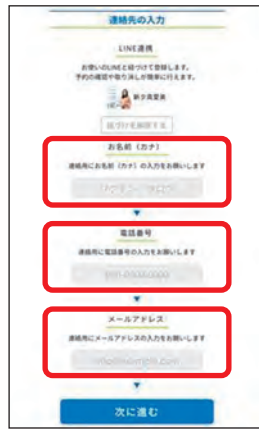 連絡先の入力
LINE連携
お使いのLINEと紐づけて登録します。
予約の確認や取り消しが簡単に行えます。
紐づけを解除する
お名前（カナ）
連絡用にお名前（カナ）の入力をお願いします
▼
電話番号
連絡用に電話番号の入力をお願いします
▼
メールアドレス
連絡用にメールアドレスの入力をお願いします
▼
次に進む